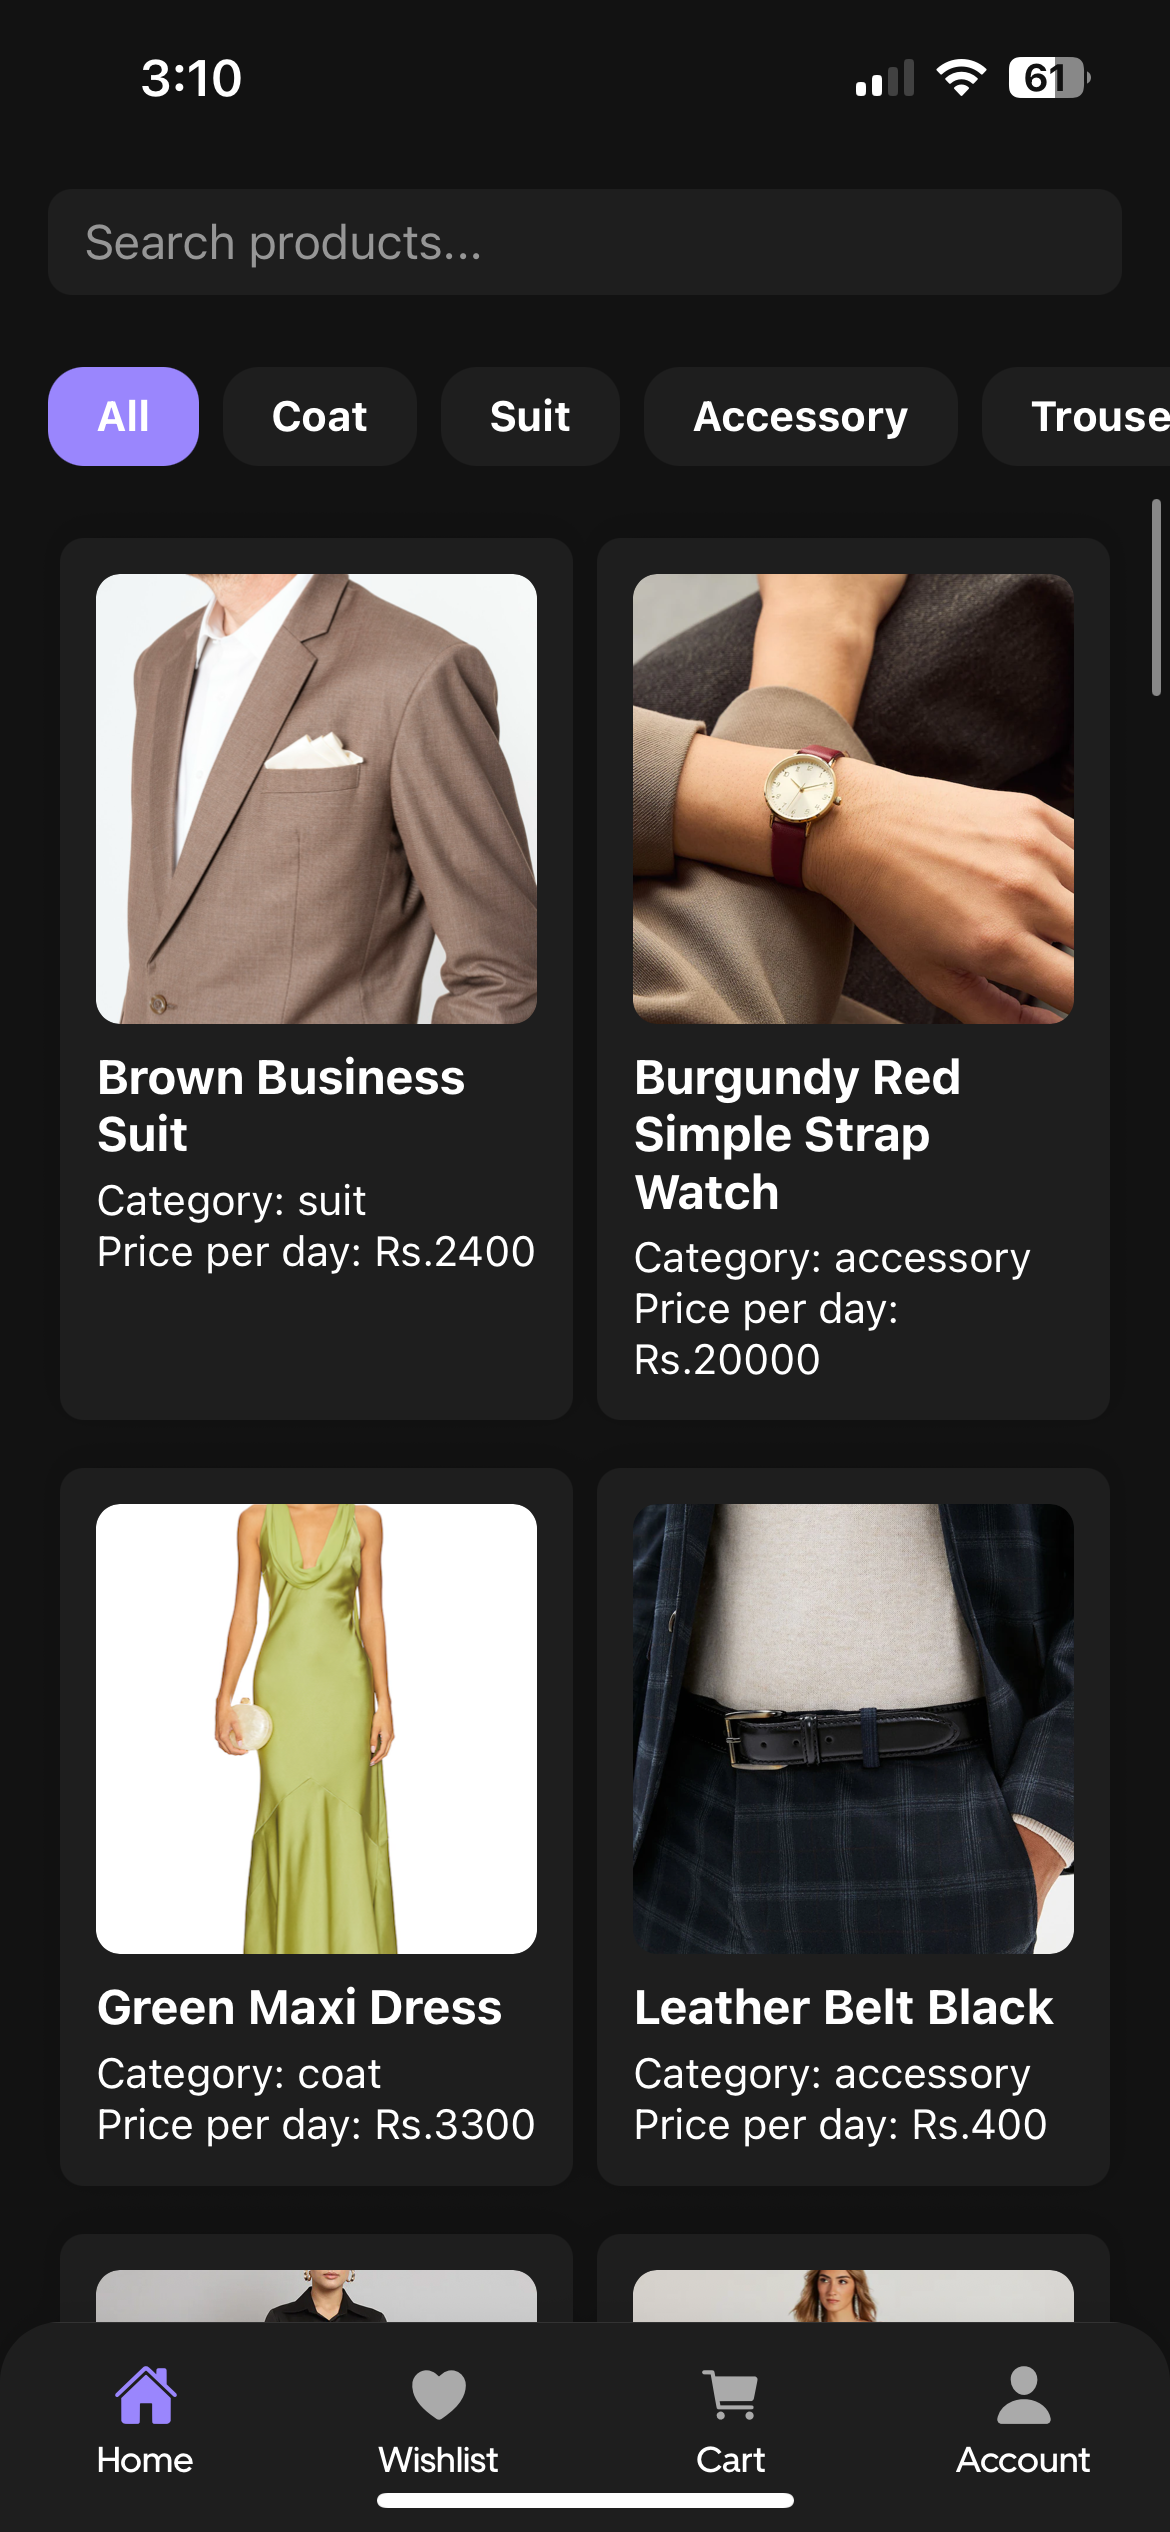 3:10
61
Search products...
All Coat Suit Accessory Trouse
Brown Business
Suit
Category: suit
Price per day: Rs.2400
Burgundy Red
Simple Strap
Watch
Category: accessory
Price per day:
Rs.20000
Green Maxi Dress
Category: coat
Price per day: Rs.3300
Leather Belt Black
Category: accessory
Price per day: Rs.400
Home Wishlist Cart Account